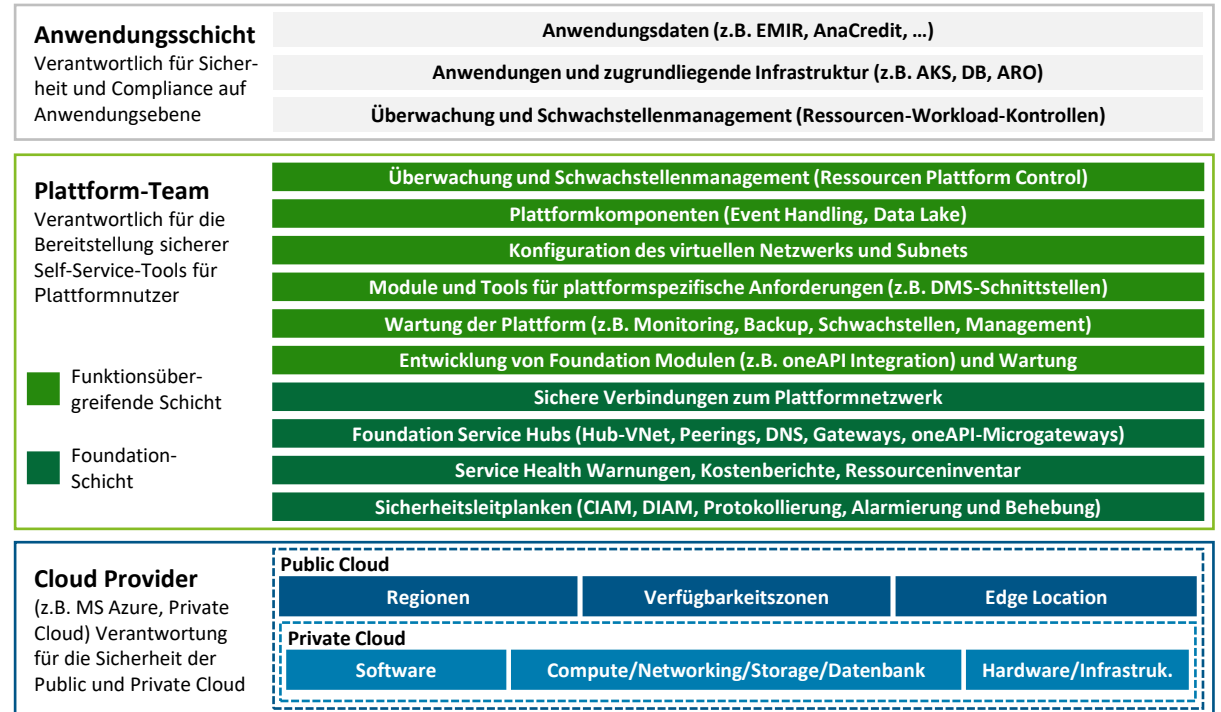 Anwendungsschicht
Verantwortlich für Sicher-
heit und Compliance auf
Anwendungsebene
Anwendungsdaten (z.B. EMIR, AnaCredit, …)
Anwendungen und zugrundliegende Infrastruktur (z.B. AKS, DB, ARO)
Überwachung und Schwachstellenmanagement (Ressourcen-Workload-Kontrollen)
Plattform-Team
Verantwortlich für die
Bereitstellung sicherer
Self-Service-Tools für
Plattformnutzer
Funktionsüber-
greifende Schicht
Foundation-
Schicht
Überwachung und Schwachstellenmanagement (Ressourcen Plattform Control)
Plattformkomponenten (Event Handling, Data Lake)
Konfiguration des virtuellen Netzwerks und Subnets
Module und Tools für plattformspezifische Anforderungen (z.B. DMS-Schnittstellen)
Wartung der Plattform (z.B. Monitoring, Backup, Schwachstellen, Management)
Entwicklung von Foundation Modulen (z.B. oneAPI Integration) und Wartung
Sichere Verbindungen zum Plattformnetzwerk
Foundation Service Hubs (Hub-VNet, Peerings, DNS, Gateways, oneAPI-Microgateways)
Service Health Warnungen, Kostenberichte, Ressourceninventar
Sicherheitsleitplanken (CIAM, DIAM, Protokollierung, Alarmierung und Behebung)
Cloud Provider
(z.B. MS Azure, Private
Cloud) Verantwortung
für die Sicherheit der
Public und Private Cloud
Public Cloud
Regionen
Verfügbarkeitszonen
Edge Location
Private Cloud
Software
Compute/Networking/Storage/Datenbank
Hardware/Infrastruk.